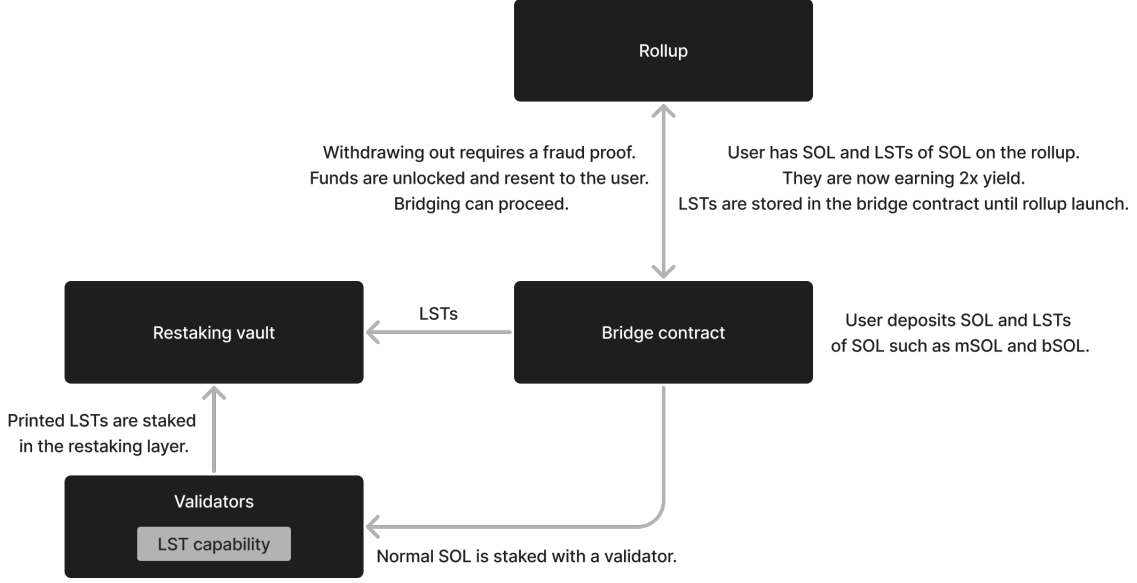 Rollup
Withdrawing out requires a fraud proof.
Funds are unlocked and resent to the user.
Bridging can proceed.
User has SOL and LSTs of SOL on the rollup.
They are now earning 2x yield.
LSTs are stored in the bridge contract until rollup launch.
Restaking vault
LSTs
Bridge contract
User deposits SOL and LSTs
of SOL such as mSOL and bSOL.
Printed LSTs are staked
in the restaking layer.
Validators
LST capability
Normal SOL is staked with a validator.